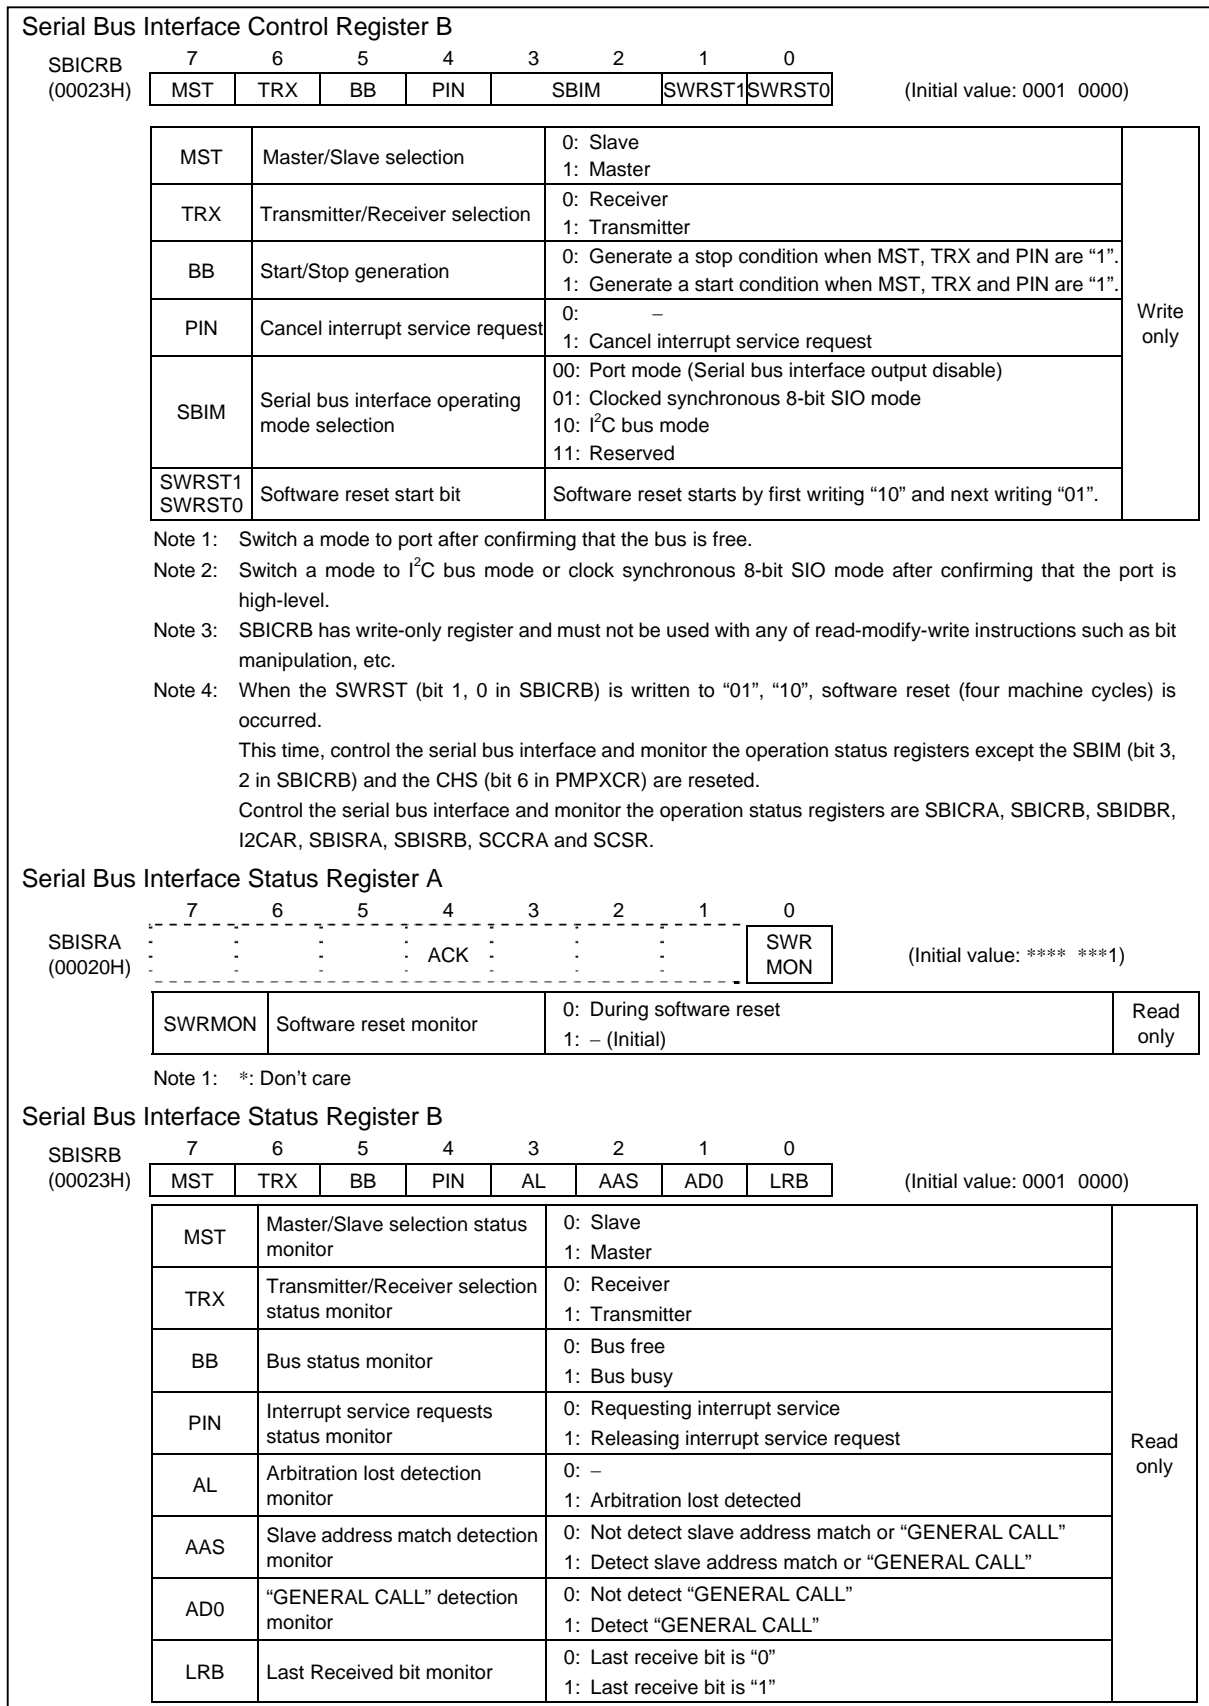 Serial Bus Interface Control Register B
SBICRB
(00023H)
7 6 5 4 3 2 1 0
MST TRX BB PIN SBIM SWRST1 SWRST0 (Initial value: 0001 0000)
MST Master/Slave selection 0: Slave
1: Master
TRX Transmitter/Receiver selection 0: Receiver
1: Transmitter
BB Start/Stop generation 0: Generate a stop condition when MST, TRX and PIN are “1”.
1: Generate a start condition when MST, TRX and PIN are “1”.
PIN Cancel interrupt service request 0: –
1: Cancel interrupt service request
SBIM Serial bus interface operating mode selection 00: Port mode (Serial bus interface output disable)
01: Clocked synchronous 8-bit SIO mode
10: I²C bus mode
11: Reserved
SWRST1
SWRST0 Software reset start bit Software reset starts by first writing “10” and next writing “01”.
Write
only
Note 1: Switch a mode to port after confirming that the bus is free.
Note 2: Switch a mode to I²C bus mode or clock synchronous 8-bit SIO mode after confirming that the port is
high-level.
Note 3: SBICRB has write-only register and must not be used with any of read-modify-write instructions such as bit
manipulation, etc.
Note 4: When the SWRST (bit 1, 0 in SBICRB) is written to “01”, “10”, software reset (four machine cycles) is
occurred.
This time, control the serial bus interface and monitor the operation status registers except the SBIM (bit 3,
2 in SBICRB) and the CHS (bit 6 in PMPXCR) are reseted.
Control the serial bus interface and monitor the operation status registers are SBICRA, SBICRB, SBIDBR,
I2CAR, SBISRA, SBISRB, SCCRA and SCSR.
Serial Bus Interface Status Register A
7 6 5 4 3 2 1 0
SBISRA
(00020H)
ACK SWR
MON
(Initial value: **** ***1)
SWRMON Software reset monitor 0: During software reset
1: – (Initial)
Read
only
Note 1: *: Don’t care
Serial Bus Interface Status Register B
SBISRB
(00023H)
7 6 5 4 3 2 1 0
MST TRX BB PIN AL AAS AD0 LRB (Initial value: 0001 0000)
MST Master/Slave selection status monitor 0: Slave
1: Master
TRX Transmitter/Receiver selection status monitor 0: Receiver
1: Transmitter
BB Bus status monitor 0: Bus free
1: Bus busy
PIN Interrupt service requests status monitor 0: Requesting interrupt service
1: Releasing interrupt service request
AL Arbitration lost detection monitor 0: –
1: Arbitration lost detected
AAS Slave address match detection monitor 0: Not detect slave address match or “GENERAL CALL”
1: Detect slave address match or “GENERAL CALL”
AD0 “GENERAL CALL” detection monitor 0: Not detect “GENERAL CALL”
1: Detect “GENERAL CALL”
LRB Last Received bit monitor 0: Last receive bit is “0”
1: Last receive bit is “1”
Read
only